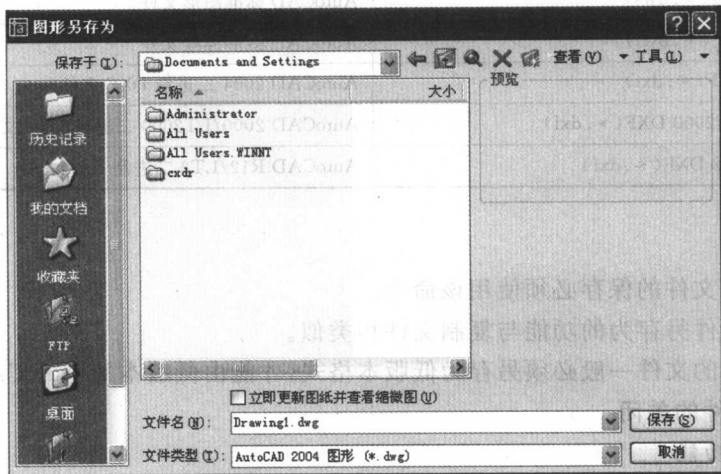 图形另存为
保存于(I):
Documents and Settings
查看(V)
工具(L)
名称
大小
预览
Administrator
All Users
All Users.WINNT
cxdr
历史记录
我的文档
收藏夹
FTP
桌面
立即更新图纸并查看缩微图(U)
文件名(N):
Drawing1.dwg
保存(S)
文件类型(T):
AutoCAD 2004 图形 (*.dwg)
取消